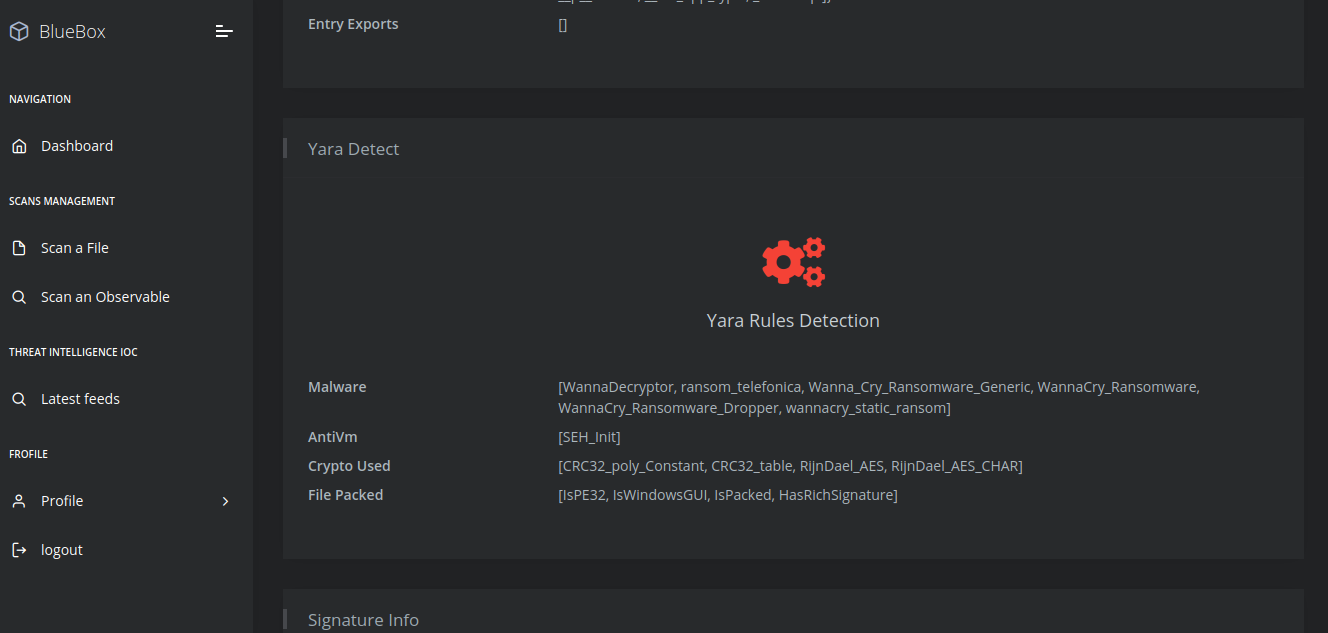 BlueBox
NAVIGATION
Dashboard
SCANS MANAGEMENT
Scan a File
Scan an Observable
THREAT INTELLIGENCE IOC
Latest feeds
PROFILE
Profile
logout
Entry Exports []
Yara Detect
Yara Rules Detection
Malware [WannaDecryptor, ransom_telefonica, Wanna_Cry_Ransomware_Generic, WannaCry_Ransomware,
WannaCry_Ransomware_Dropper, wannacry_static_ransom]
AntiVm [SEH_Init]
Crypto Used [CRC32_poly_Constant, CRC32_table, RijnDael_AES, RijnDael_AES_CHAR]
File Packed [IsPE32, IsWindowsGUI, IsPacked, HasRichSignature]
Signature Info